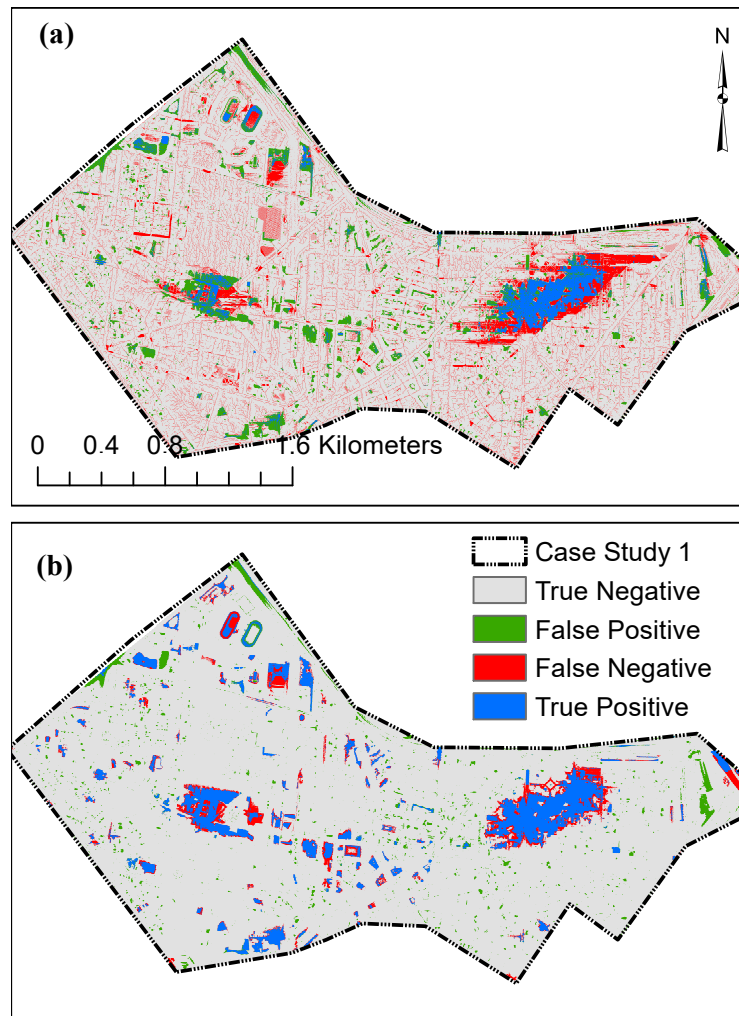 (a)
N
0 0.4 0.8 1.6 Kilometers
(b)
Case Study 1
True Negative
False Positive
False Negative
True Positive